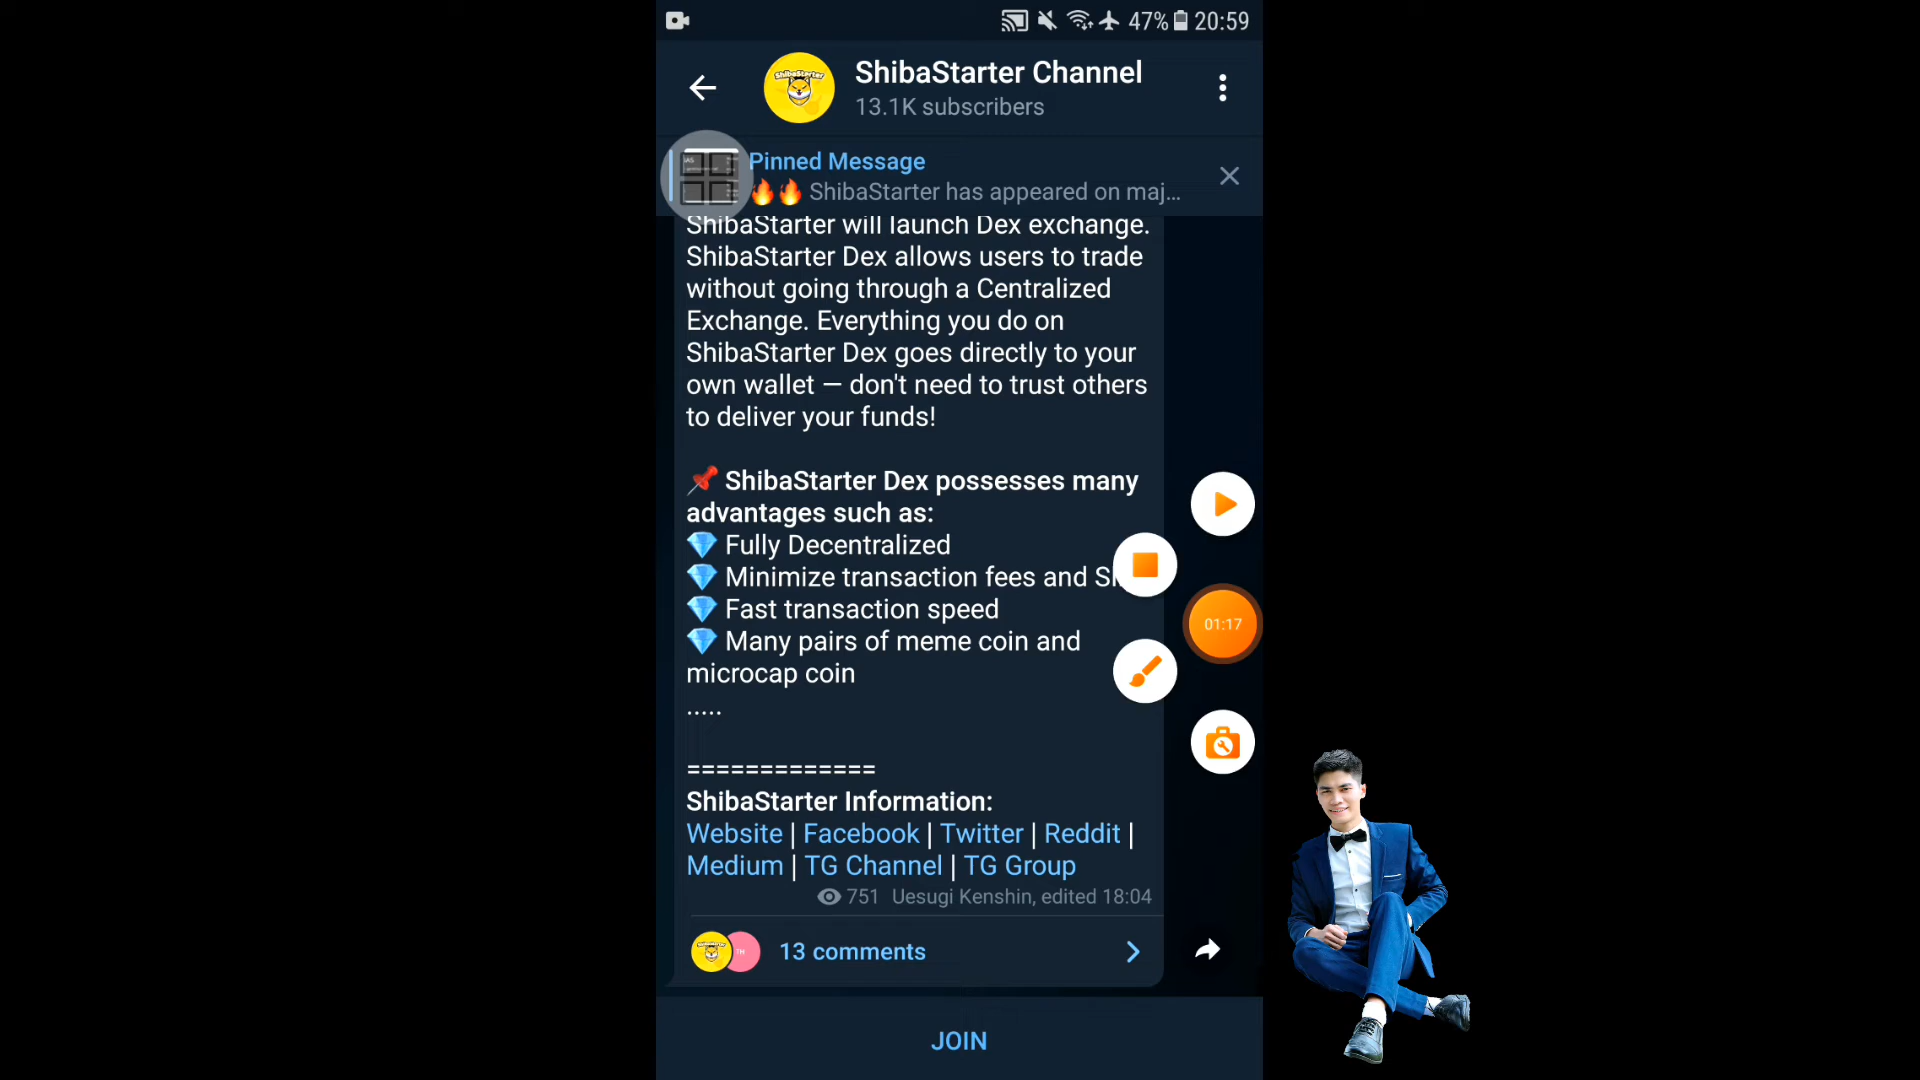 47% 20:59
ShibaStarter Channel
13.1K subscribers
Pinned Message
🔥🔥 ShibaStarter has appeared on maj...
ShibaStarter will launch Dex exchange.
ShibaStarter Dex allows users to trade
without going through a Centralized
Exchange. Everything you do on
ShibaStarter Dex goes directly to your
own wallet — don't need to trust others
to deliver your funds!
📌 ShibaStarter Dex possesses many
advantages such as:
💎 Fully Decentralized
💎 Minimize transaction fees and
💎 Fast transaction speed
💎 Many pairs of meme coin and
microcap coin
.....
01:17
=============
ShibaStarter Information:
Website | Facebook | Twitter | Reddit |
Medium | TG Channel | TG Group
751 Uesugi Kenshin, edited 18:04
TH
13 comments
JOIN